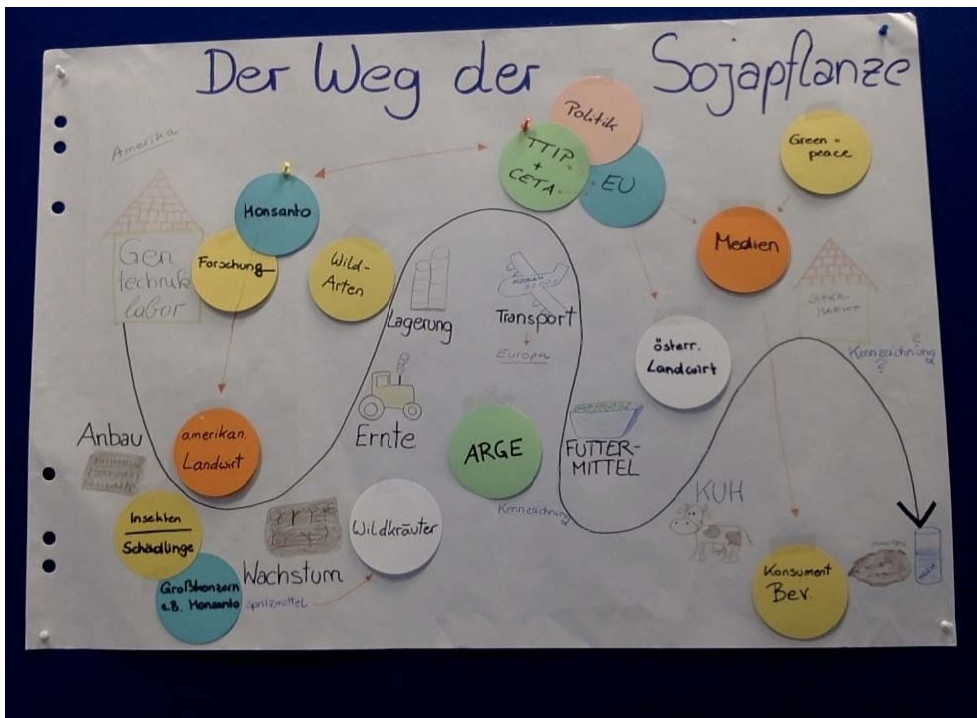 Der Weg der Sojapflanze
Amerika
Politik
TTIP
+
CETA
EU
Green-
peace
Monsanto
Medien
Gen
technik
labor
Forschung
Wild-
Arten
Lagerung
Transport
Europa
österr.
Landwirt
SUPER-
MARKT
Kennzeichnung
?
?
Anbau
amerikan.
Landwirt
Ernte
ARGE
FUTTER-
MITTEL
Kennzeichnung
KUH
Insekten
Schädlinge
Wildkräuter
Wachstum
Spritzmittel
Großkonzern
z.B. Monsanto
Konsument
Bev.